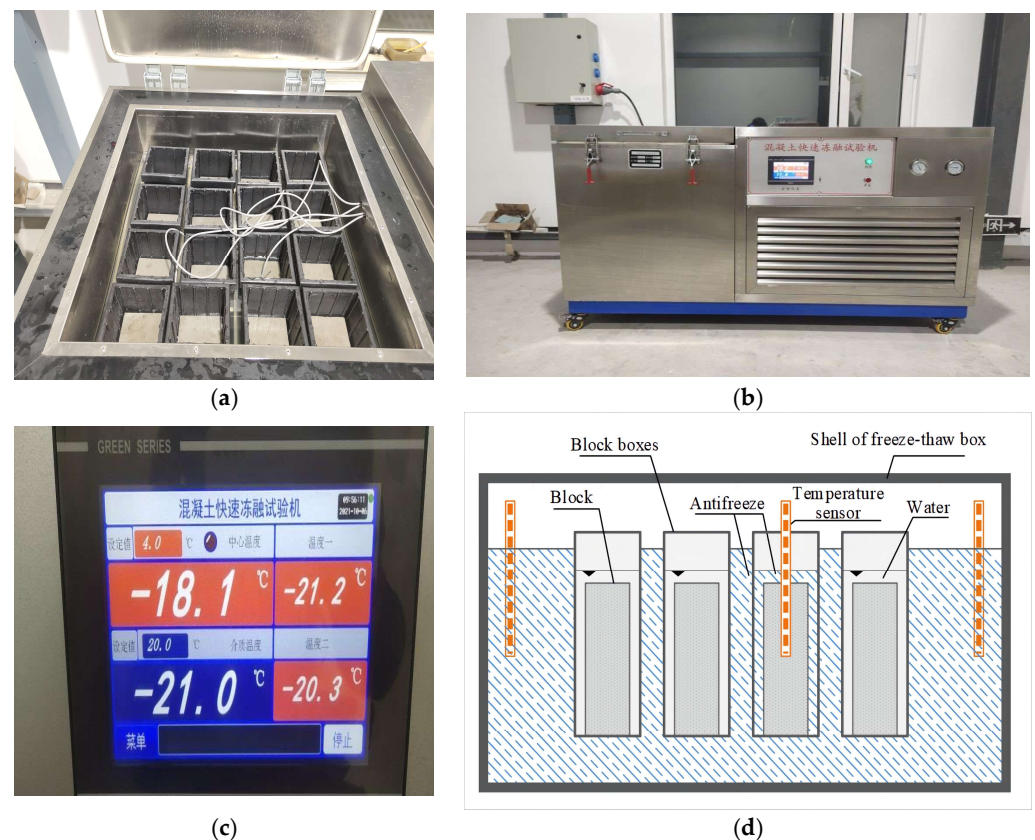 (a)
混凝土快速冻融试验机
(b)
GREEN SERIES
混凝土快速冻融试验机
09:56:11
2021-10-06
设定值 4.0 ℃ 中心温度 温度一
-18.1 ℃ -21.2 ℃
设定值 20.0 ℃ 介质温度 温度二
-21.0 ℃ -20.3 ℃
菜单 停止
(c)
Shell of freeze-thaw box
Block boxes
Block
Antifreeze
Temperature
sensor
Water
(d)